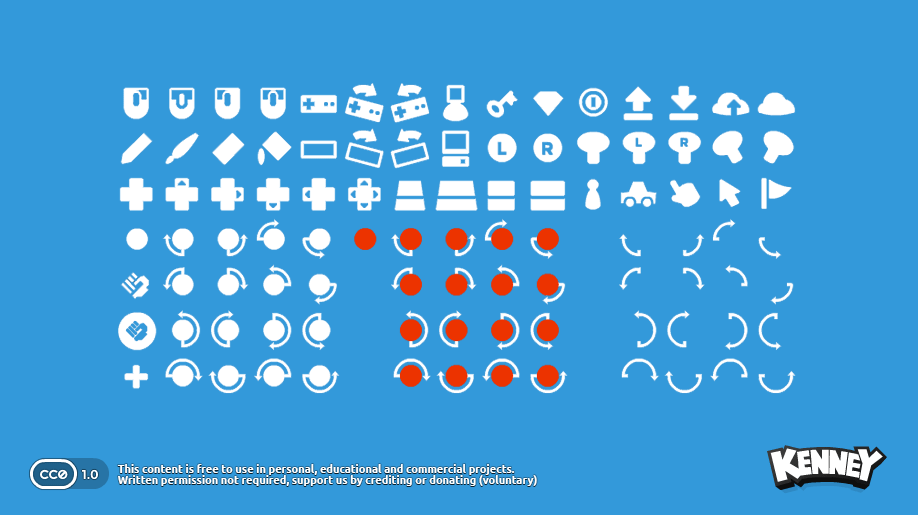 L R L R
CC0 1.0
This content is free to use in personal, educational and commercial projects.
Written permission not required, support us by crediting or donating (voluntary)
KENNEY